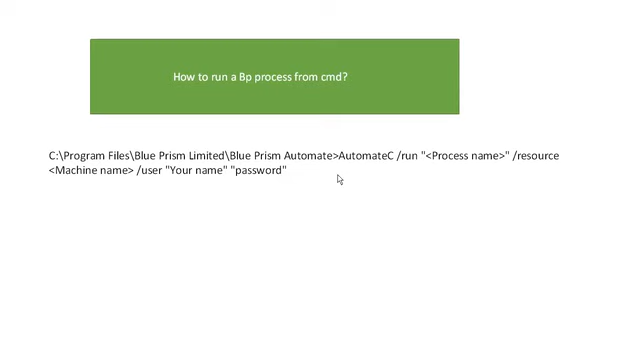 How to run a Bp process from cmd?
C:\Program Files\Blue Prism Limited\Blue Prism Automate>AutomateC /run "<Process name>" /resource
<Machine name> /user "Your name" "password"